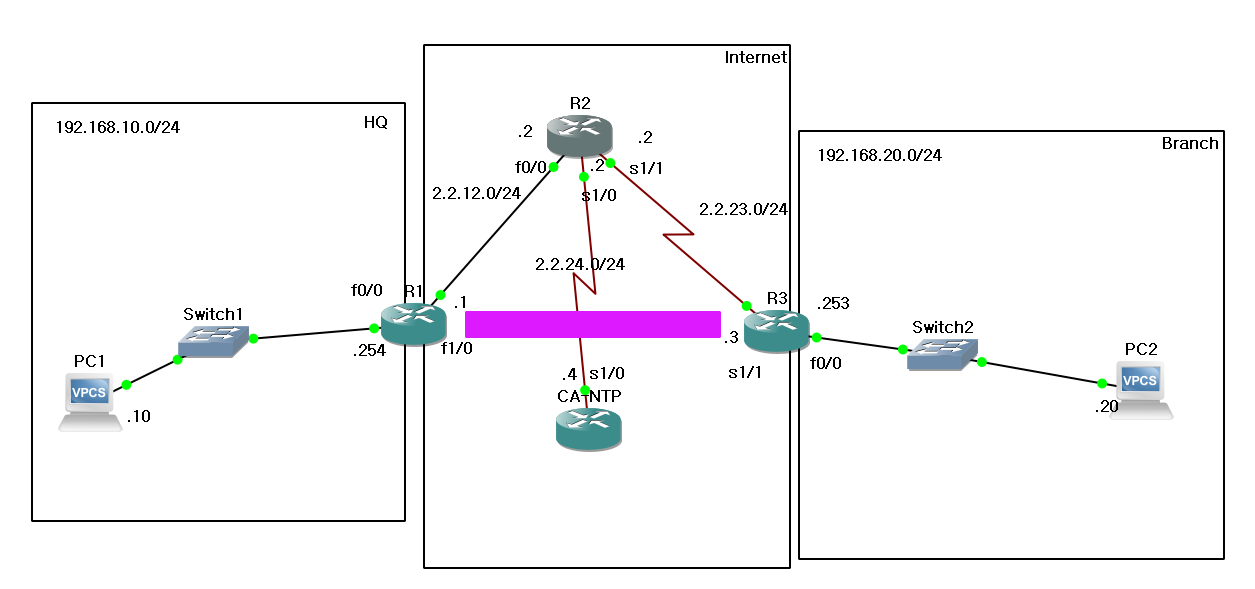 Internet
192.168.10.0/24
HQ
R2
.2
.2
Branch
192.168.20.0/24
f0/0
.2
s1/1
s1/0
2.2.12.0/24
2.2.23.0/24
2.2.24.0/24
f0/0
R1
.1
R3
.253
Switch1
Switch2
.254
f1/0
.3
f0/0
PC1
VPCS
.10
.4
s1/0
CA-NTP
s1/1
PC2
VPCS
.20